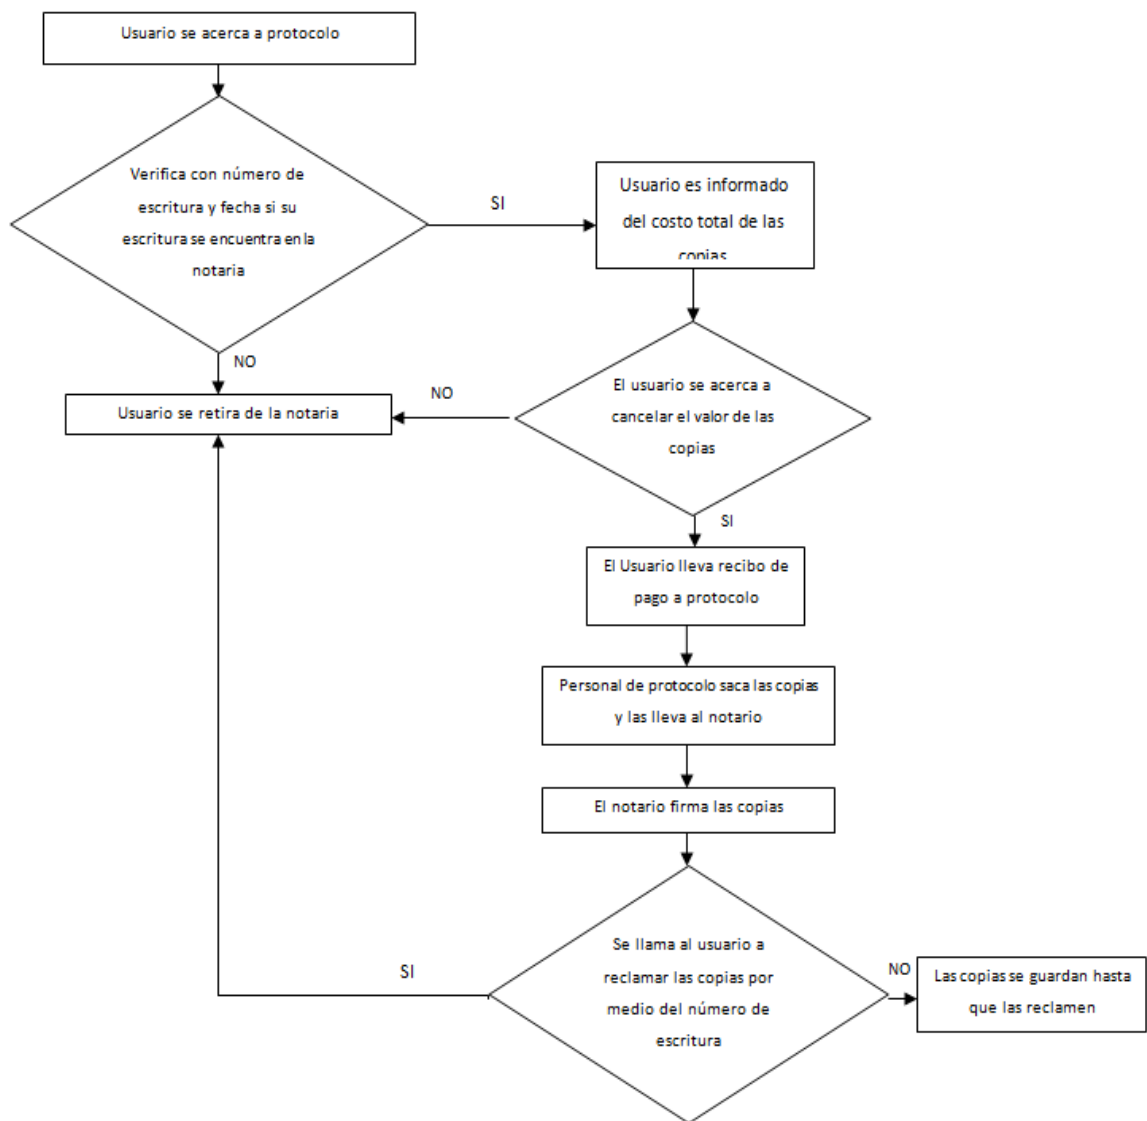 Usuario se acerca a protocolo
Verifica con número de
escritura y fecha si su
escritura se encuentra en la
notaria
SI
Usuario es informado
del costo total de las
copias
NO
Usuario se retira de la notaria
NO
El usuario se acerca a
cancelar el valor de las
copias
SI
El Usuario lleva recibo de
pago a protocolo
Personal de protocolo saca las copias
y las lleva al notario
El notario firma las copias
Se llama al usuario a
reclamar las copias por
medio del número de
escritura
SI
NO
Las copias se guardan hasta
que las reclamen